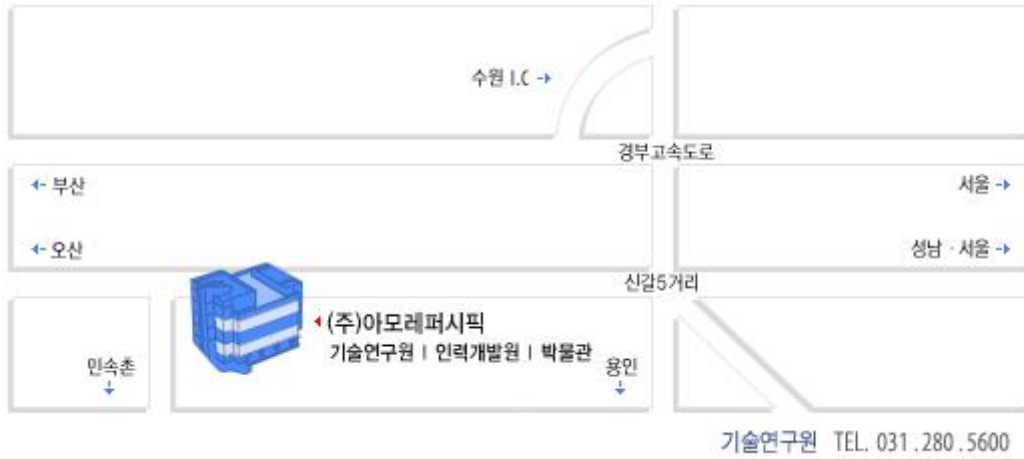 수원 I.C
경부고속도로
부산
서울
오산
성남 · 서울
신갈5거리
(주)아모레퍼시픽
기술연구원 | 인력개발원 | 박물관
민속촌
용인
기술연구원 TEL. 031.280.5600